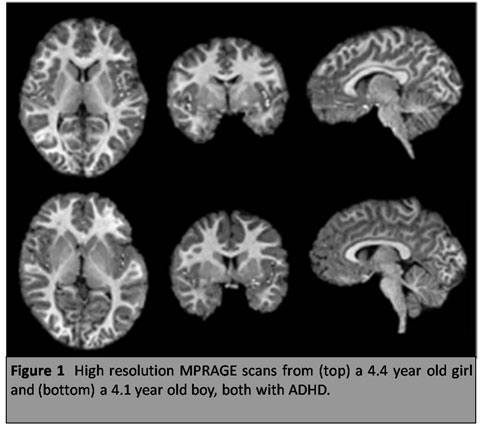 Figure 1 High resolution MPRAGE scans from (top) a 4.4 year old girl
and (bottom) a 4.1 year old boy, both with ADHD.